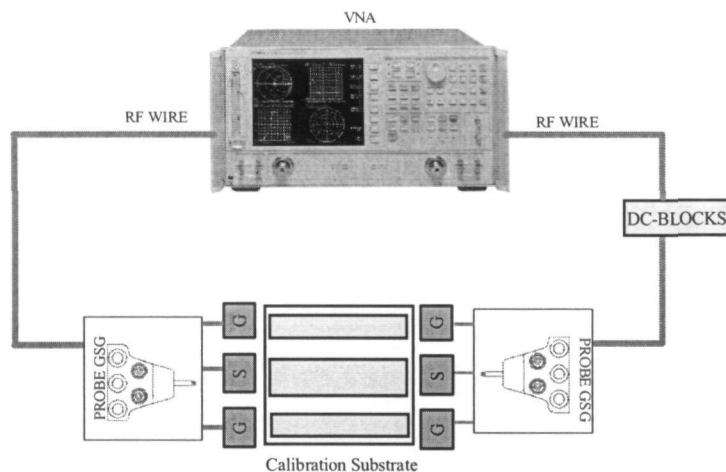 VNA
RF WIRE
RF WIRE
DC-BLOCKS
PROBE GSG
G
S
G
G
S
G
PROBE GSG
Calibration Substrate